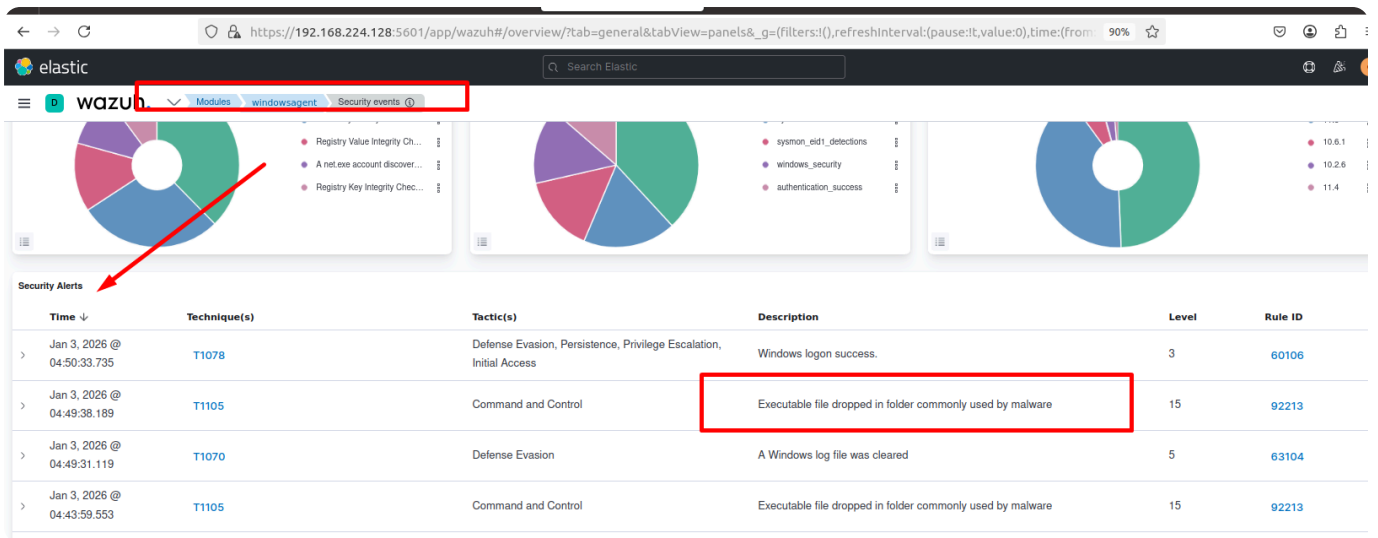 https://192.168.224.128:5601/app/wazuh#/overview/?tab=general&tabView=panels&_g=(filters:!(),refreshInterval:(pause:!t,value:0),time:(from:
90%
elastic
Search Elastic
D wazuh. Modules windowsagent Security events
Registry Value Integrity Ch...
A net.exe account discover...
Registry Key Integrity Chec...
sysmon_eid1_detections
windows_security
authentication_success
10.6.1
10.2.6
11.4
Security Alerts
Time Technique(s) Tactic(s) Description Level Rule ID
Jan 3, 2026 @ 
04:50:33.735
T1078
Defense Evasion, Persistence, Privilege Escalation,
Initial Access
Windows logon success.
3
60106
Jan 3, 2026 @
04:49:38.189
T1105
Command and Control
Executable file dropped in folder commonly used by malware
15
92213
Jan 3, 2026 @
04:49:31.119
T1070
Defense Evasion
A Windows log file was cleared
5
63104
Jan 3, 2026 @
04:43:59.553
T1105
Command and Control
Executable file dropped in folder commonly used by malware
15
92213